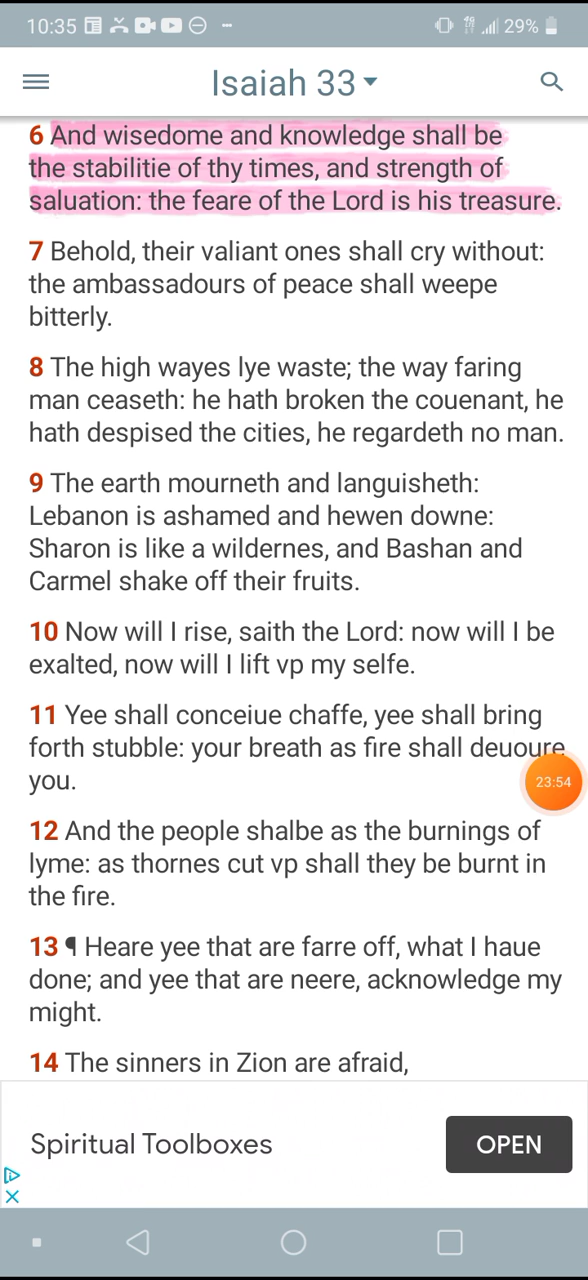 10:35
4G
29%
Isaiah 33
6 And wisedome and knowledge shall be
the stabilitie of thy times, and strength of
saluation: the feare of the Lord is his treasure.
7 Behold, their valiant ones shall cry without:
the ambassadours of peace shall weepe
bitterly.
8 The high wayes lye waste; the way faring
man ceaseth: he hath broken the couenant, he
hath despised the cities, he regardeth no man.
9 The earth mourneth and languisheth:
Lebanon is ashamed and hewen downe:
Sharon is like a wildernes, and Bashan and
Carmel shake off their fruits.
10 Now will I rise, saith the Lord: now will I be
exalted, now will I lift vp my selfe.
11 Yee shall conceiue chaffe, yee shall bring
forth stubble: your breath as fire shall deuoure
you.
23:54
12 And the people shalbe as the burnings of
lyme: as thornes cut vp shall they be burnt in
the fire.
13 ¶ Heare yee that are farre off, what I haue
done; and yee that are neere, acknowledge my
might.
14 The sinners in Zion are afraid,
Spiritual Toolboxes
OPEN